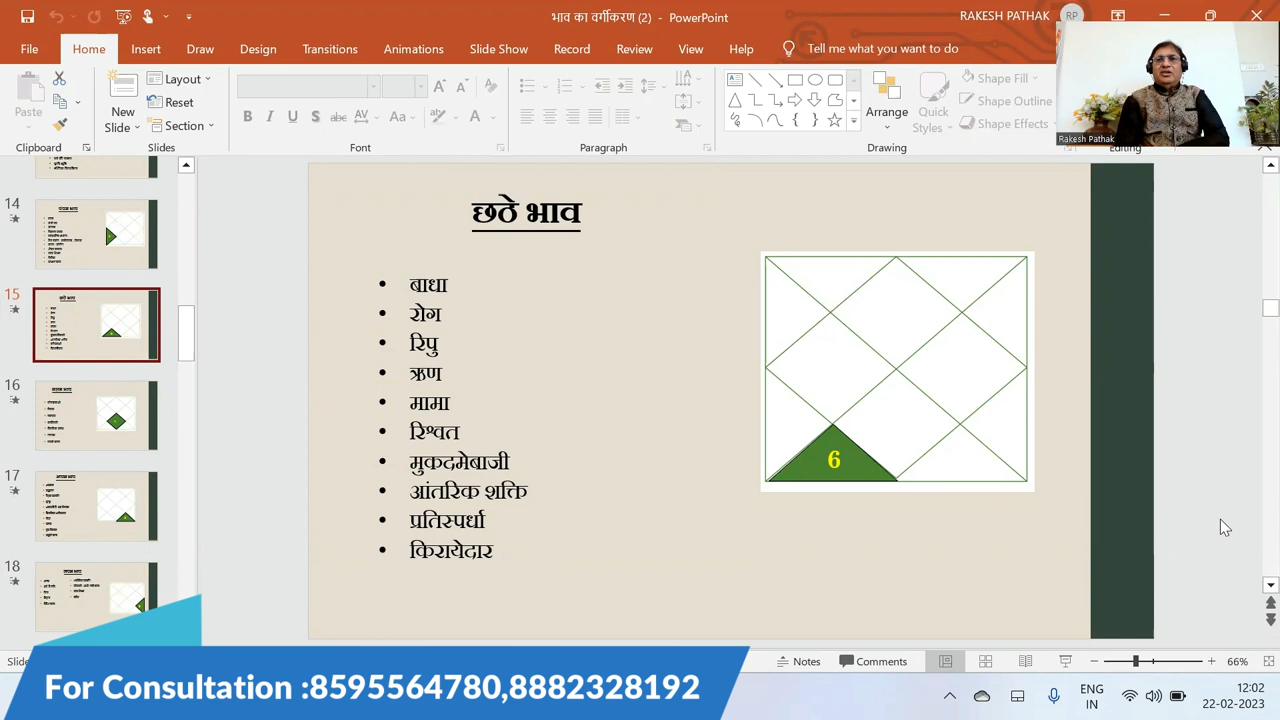 भाव का वर्गीकरण (2) - PowerPoint
RAKESH PATHAK
RP
File
Home
Insert
Draw
Design
Transitions
Animations
Slide Show
Record
Review
View
Help
Tell me what you want to do
Paste
New Slide
Layout
Reset
Section
Arrange
Quick Styles
Shape Fill
Shape Outline
Shape Effects
Clipboard
Slides
Font
Paragraph
Drawing
Editing
Rakesh Pathak
14
15
16
17
18
छठे भाव
• बाधा
• रोग
• रिपु
• ऋण
• मामा
• रिश्वत
• मुकदमेबाजी
• आंतरिक शक्ति
• प्रतिस्पर्धा
• किरायेदार
6
Notes
Comments
66%
For Consultation :8595564780,8882328192
ENG
IN
12:02
22-02-2023